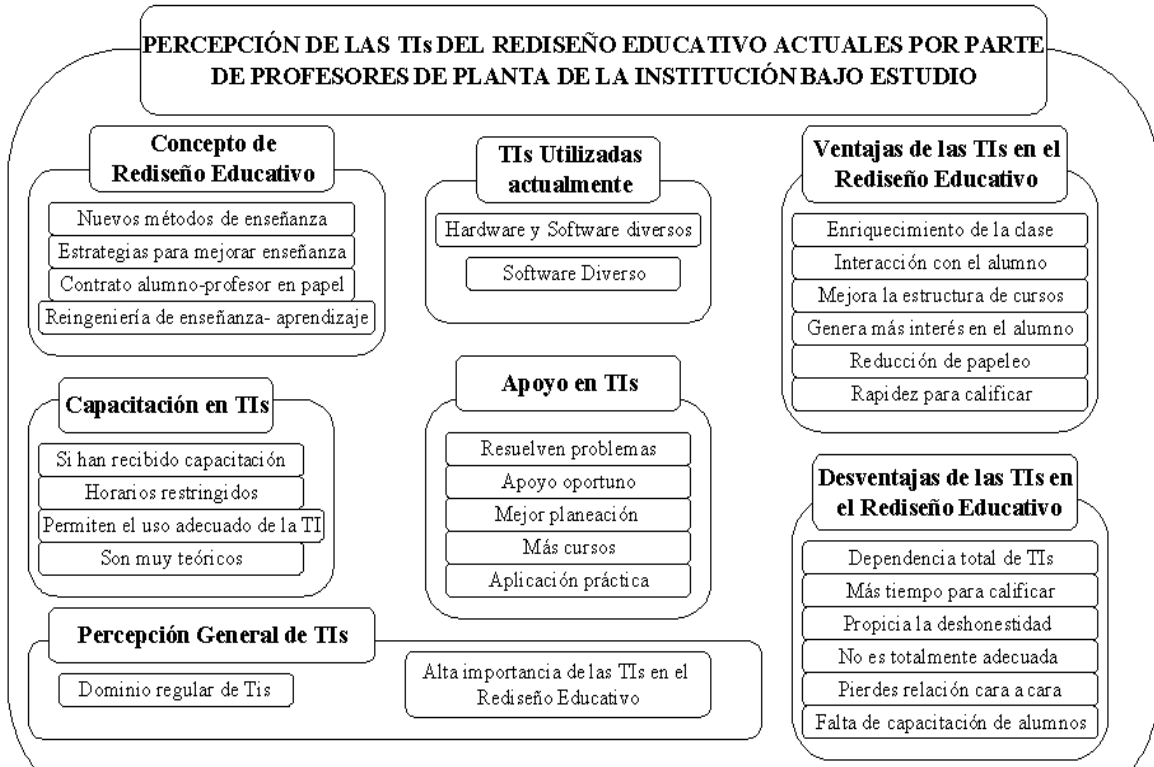 PERCEPCIÓN DE LAS TIs DEL REDISEÑO EDUCATIVO ACTUALES POR PARTE
DE PROFESORES DE PLANTA DE LA INSTITUCIÓN BAJO ESTUDIO
Concepto de
Rediseño Educativo
Nuevos métodos de enseñanza
Estrategias para mejorar enseñanza
Contrato alumno-profesor en papel
Reingeniería de enseñanza- aprendizaje
TIs Utilizadas
actualmente
Hardware y Software diversos
Software Diverso
Ventajas de las TIs en el
Rediseño Educativo
Enriquecimiento de la clase
Interacción con el alumno
Mejora la estructura de cursos
Genera más interés en el alumno
Reducción de papeleo
Rapidez para calificar
Capacitación en TIs
Si han recibido capacitación
Horarios restringidos
Permiten el uso adecuado de la TI
Son muy teóricos
Apoyo en TIs
Resuelven problemas
Apoyo oportuno
Mejor planeación
Más cursos
Aplicación práctica
Desventajas de las TIs en
el Rediseño Educativo
Dependencia total de TIs
Más tiempo para calificar
Propicia la deshonestidad
No es totalmente adecuada
Pierdes relación cara a cara
Falta de capacitación de alumnos
Percepción General de TIs
Dominio regular de Tis
Alta importancia de las TIs en el
Rediseño Educativo